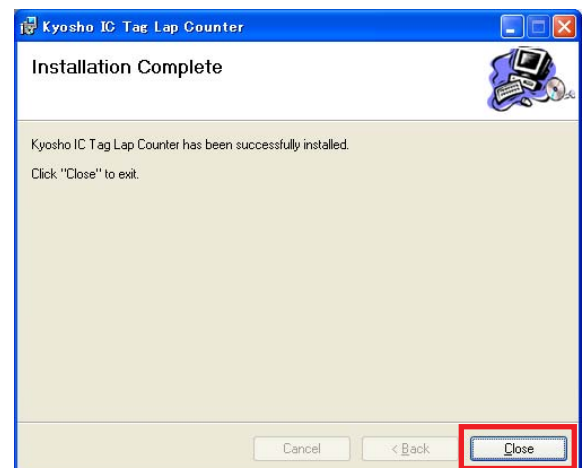 Kyosho IC Tag Lap Counter
Installation Complete
Kyosho IC Tag Lap Counter has been successfully installed.
Click "Close" to exit.
Cancel
< Back
Close